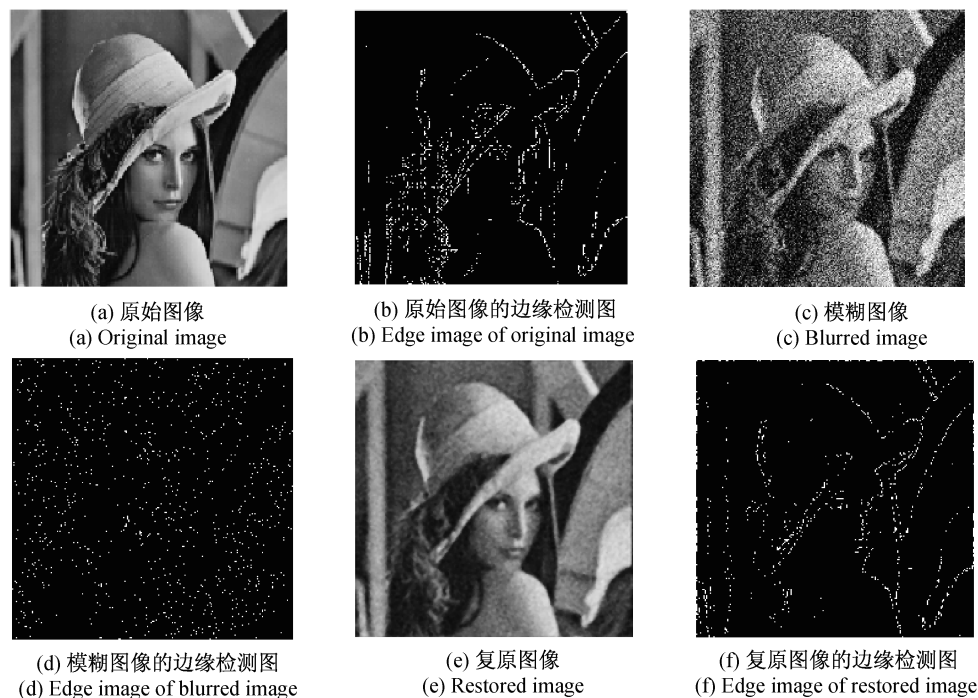 (a) 原始图像
(a) Original image
(b) 原始图像的边缘检测图
(b) Edge image of original image
(c) 模糊图像
(c) Blurred image
(d) 模糊图像的边缘检测图
(d) Edge image of blurred image
(e) 复原图像
(e) Restored image
(f) 复原图像的边缘检测图
(f) Edge image of restored image